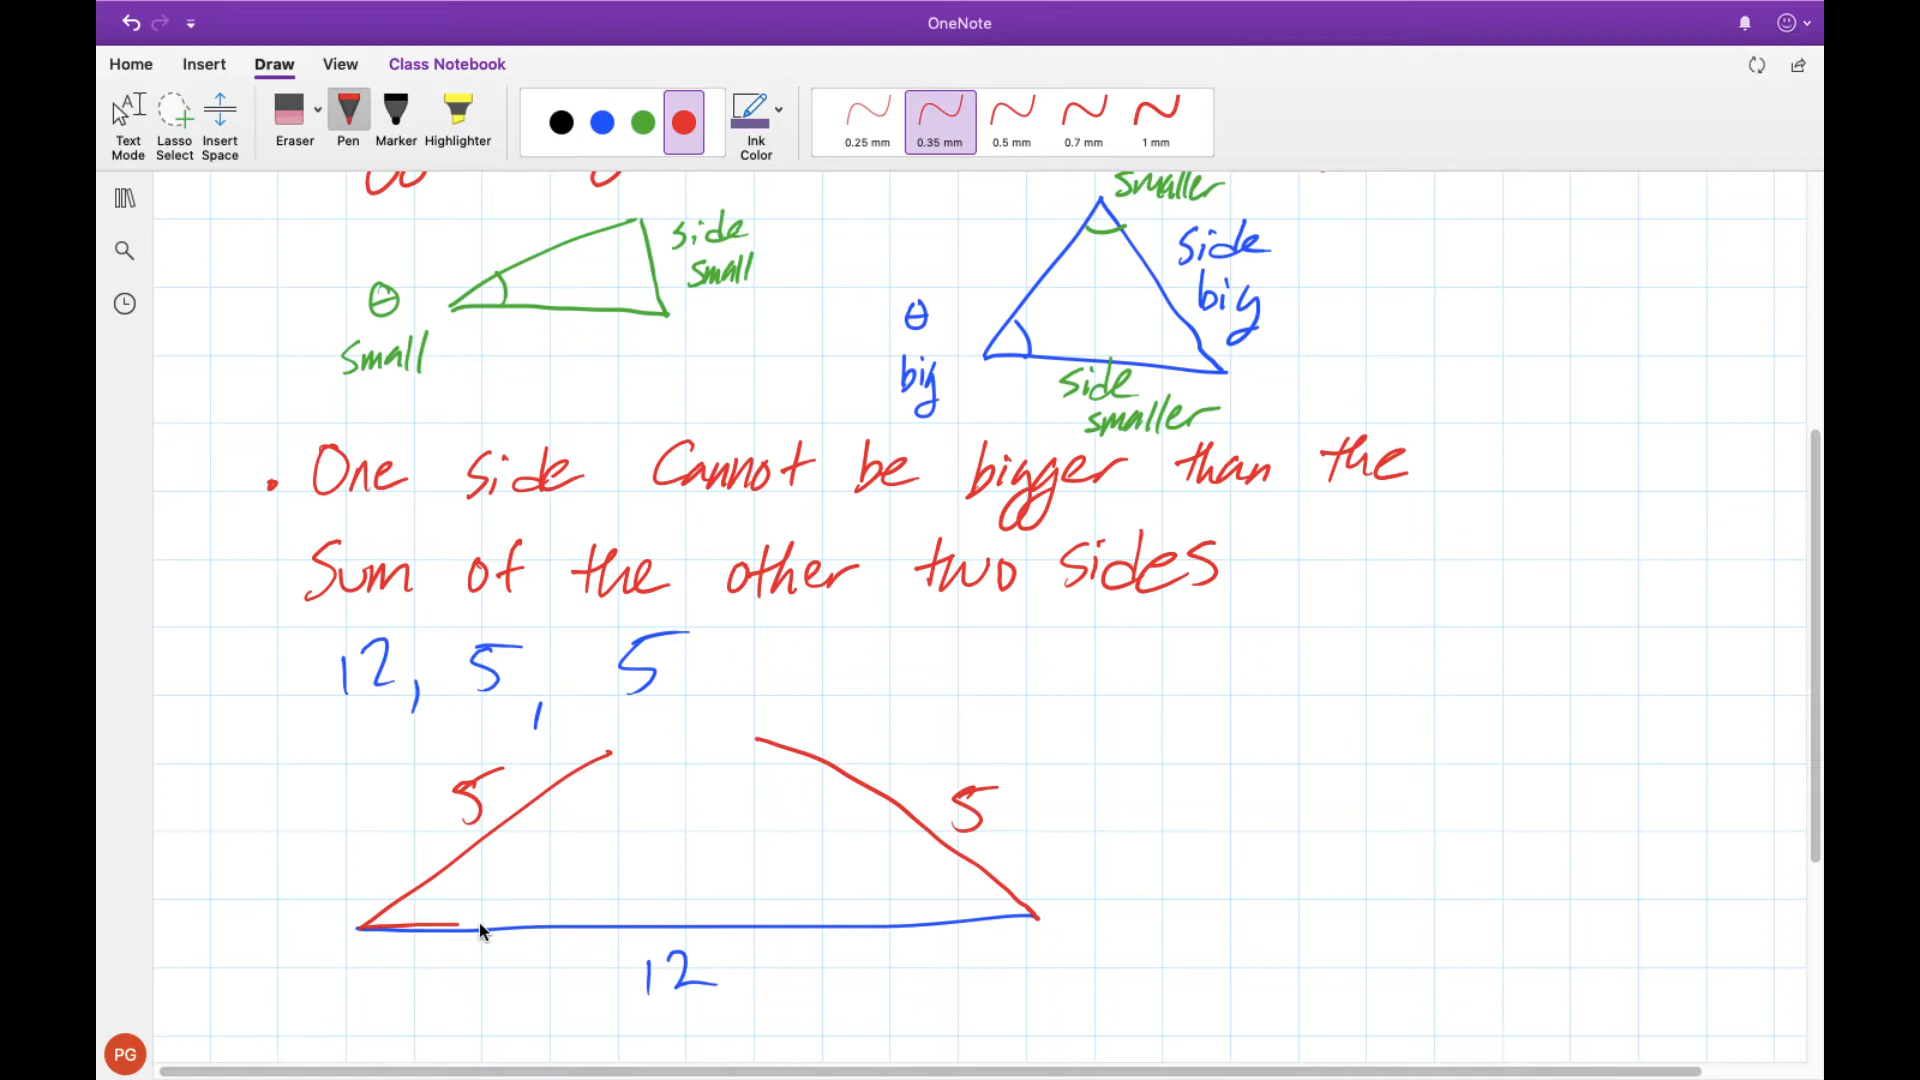 OneNote
Home Insert Draw View Class Notebook
Text Mode
Lasso Select
Insert Space
Eraser
Pen
Marker
Highlighter
Ink Color
0.25 mm
0.35 mm
0.5 mm
0.7 mm
1 mm
smaller
side
small
θ
small
side
big
θ
big
side
smaller
. One side cannot be bigger than the
sum of the other two sides
12, 5, 5
5
5
12
PG